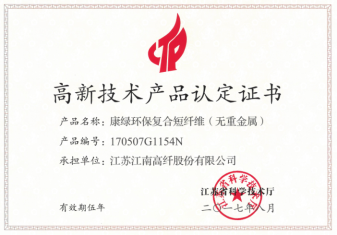 高新技术产品认定证书
产品名称：康绿环保复合短纤维（无重金属）
产品编号：170507G1154N
承担单位：江苏江南高纤股份有限公司
江苏省科学技术厅
有效期伍年
二〇一七年八月